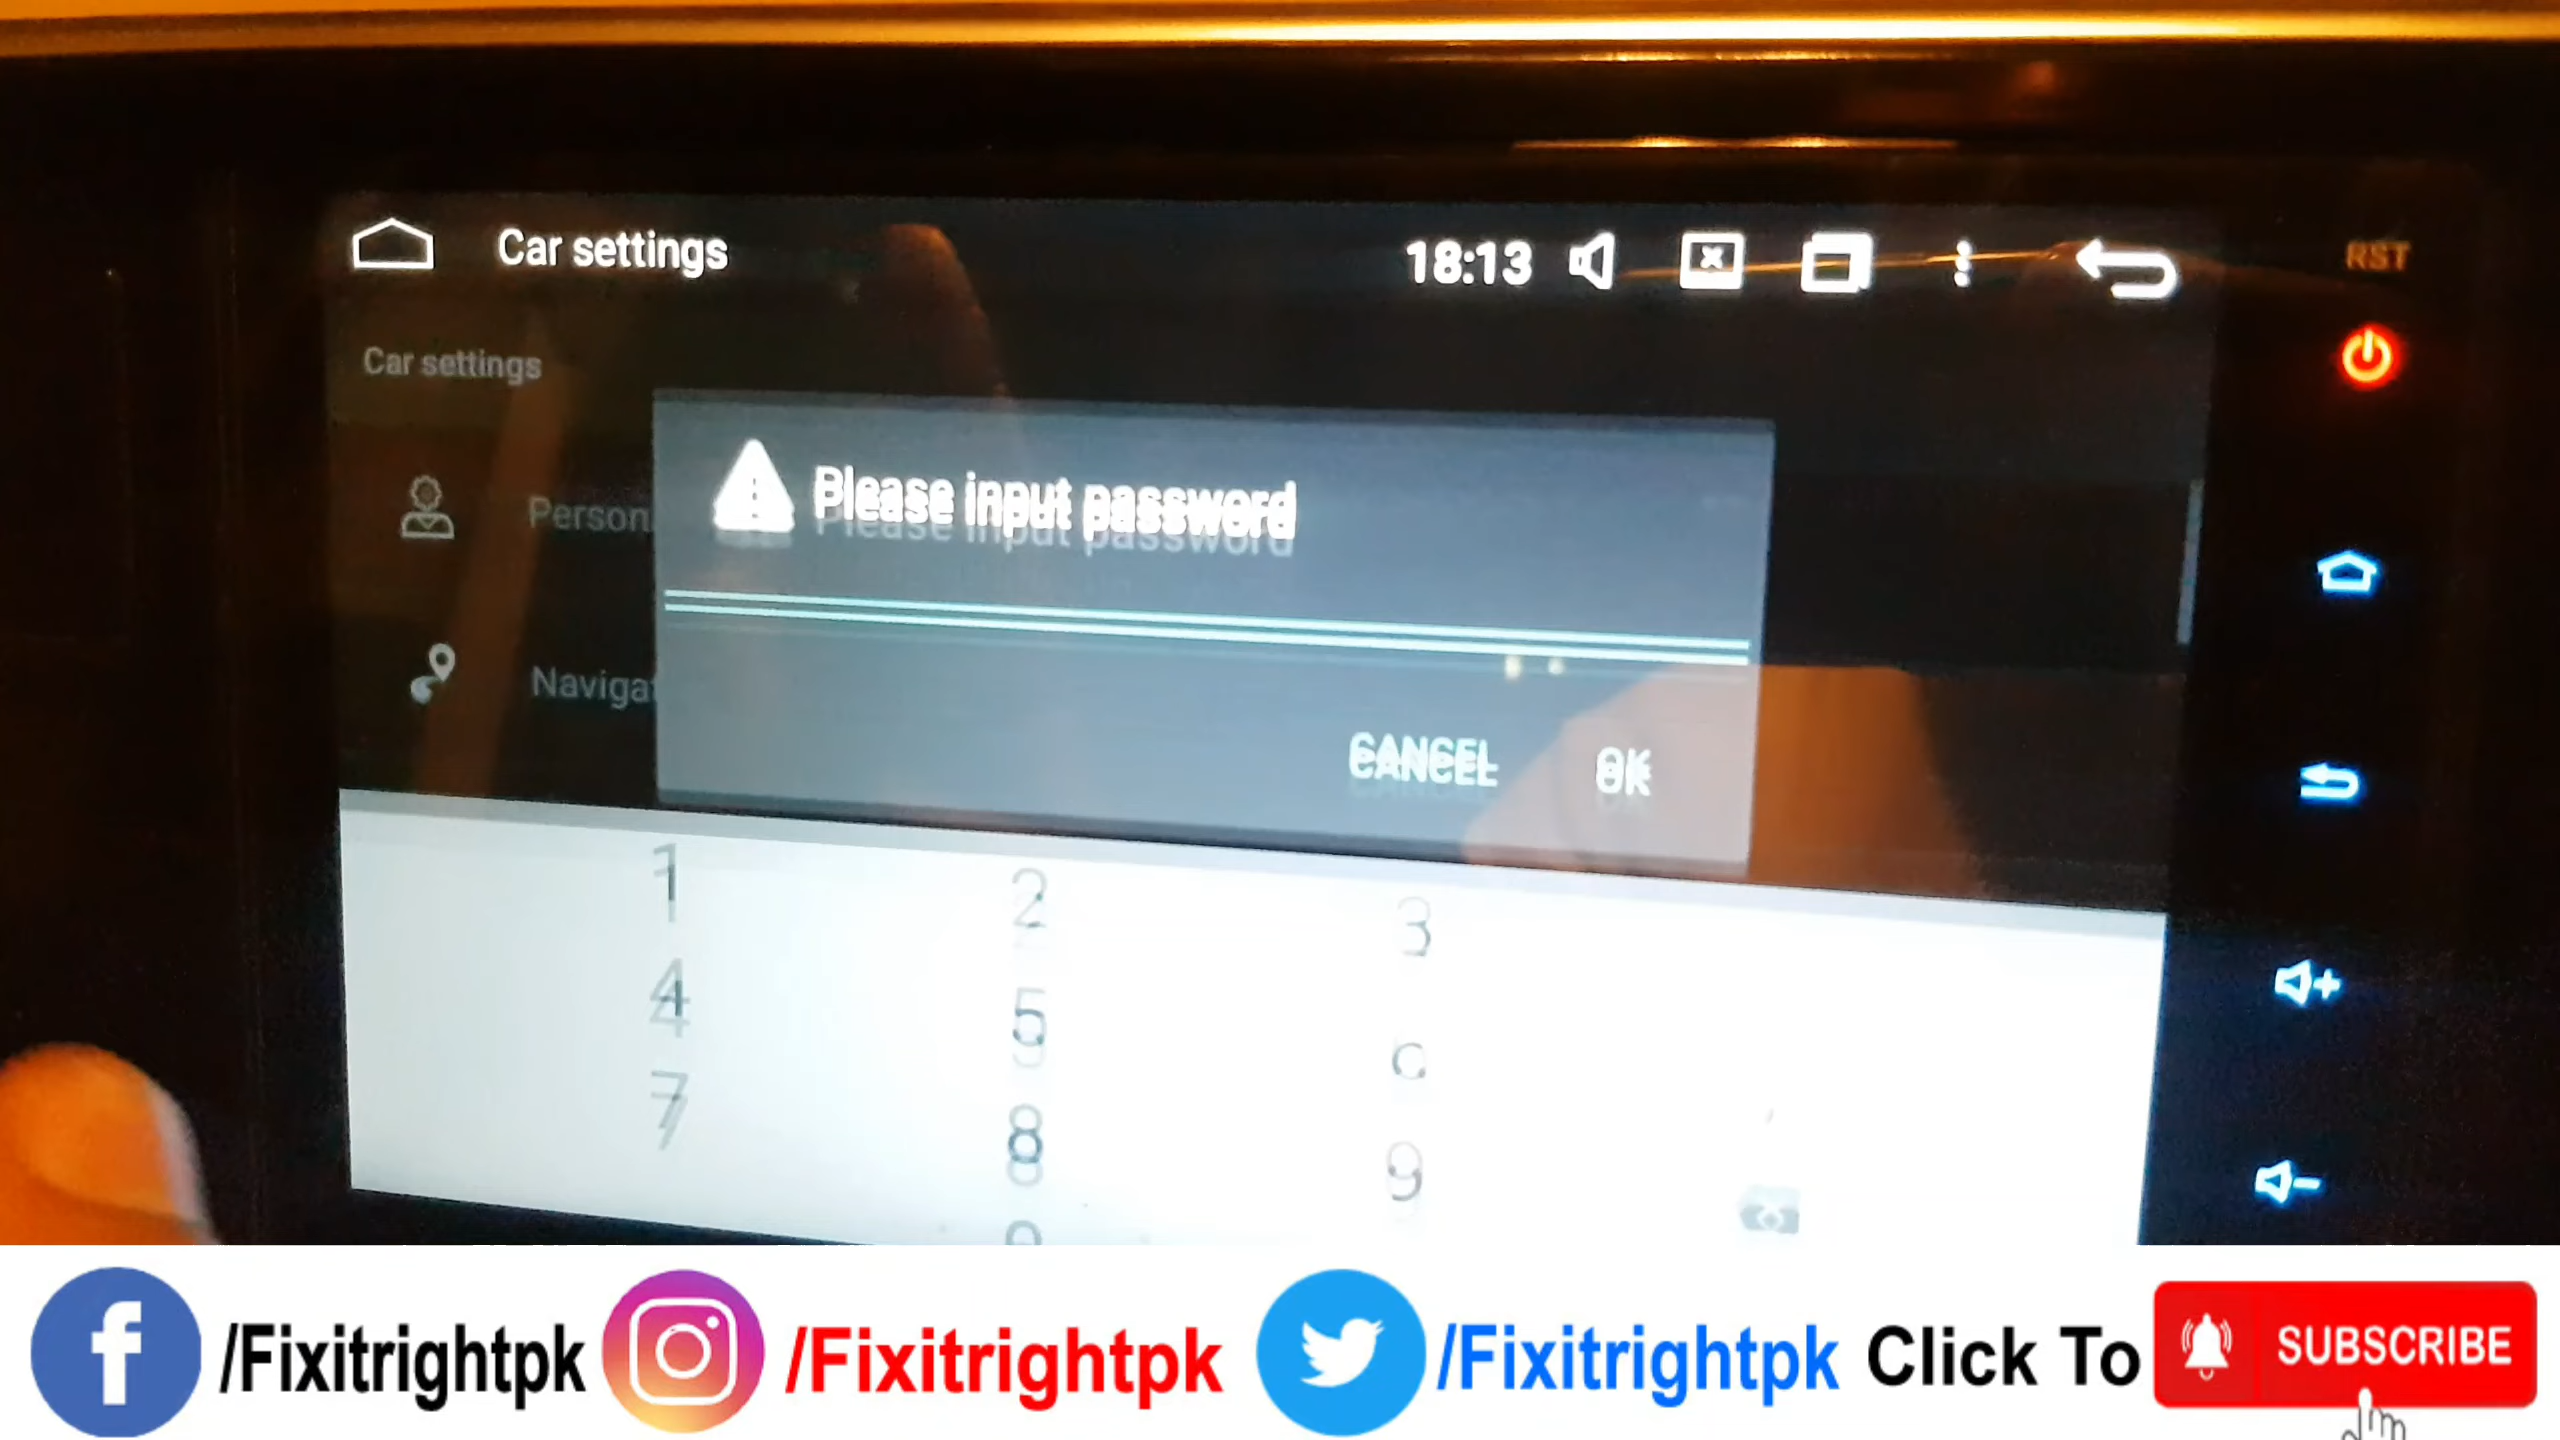 Car settings
18:13
RST
Car settings
Person
Please input password
Navigat
CANCEL OK
1 2 3
4 5
7 8 9
/Fixitrightpk /Fixitrightpk /Fixitrightpk Click To SUBSCRIBE